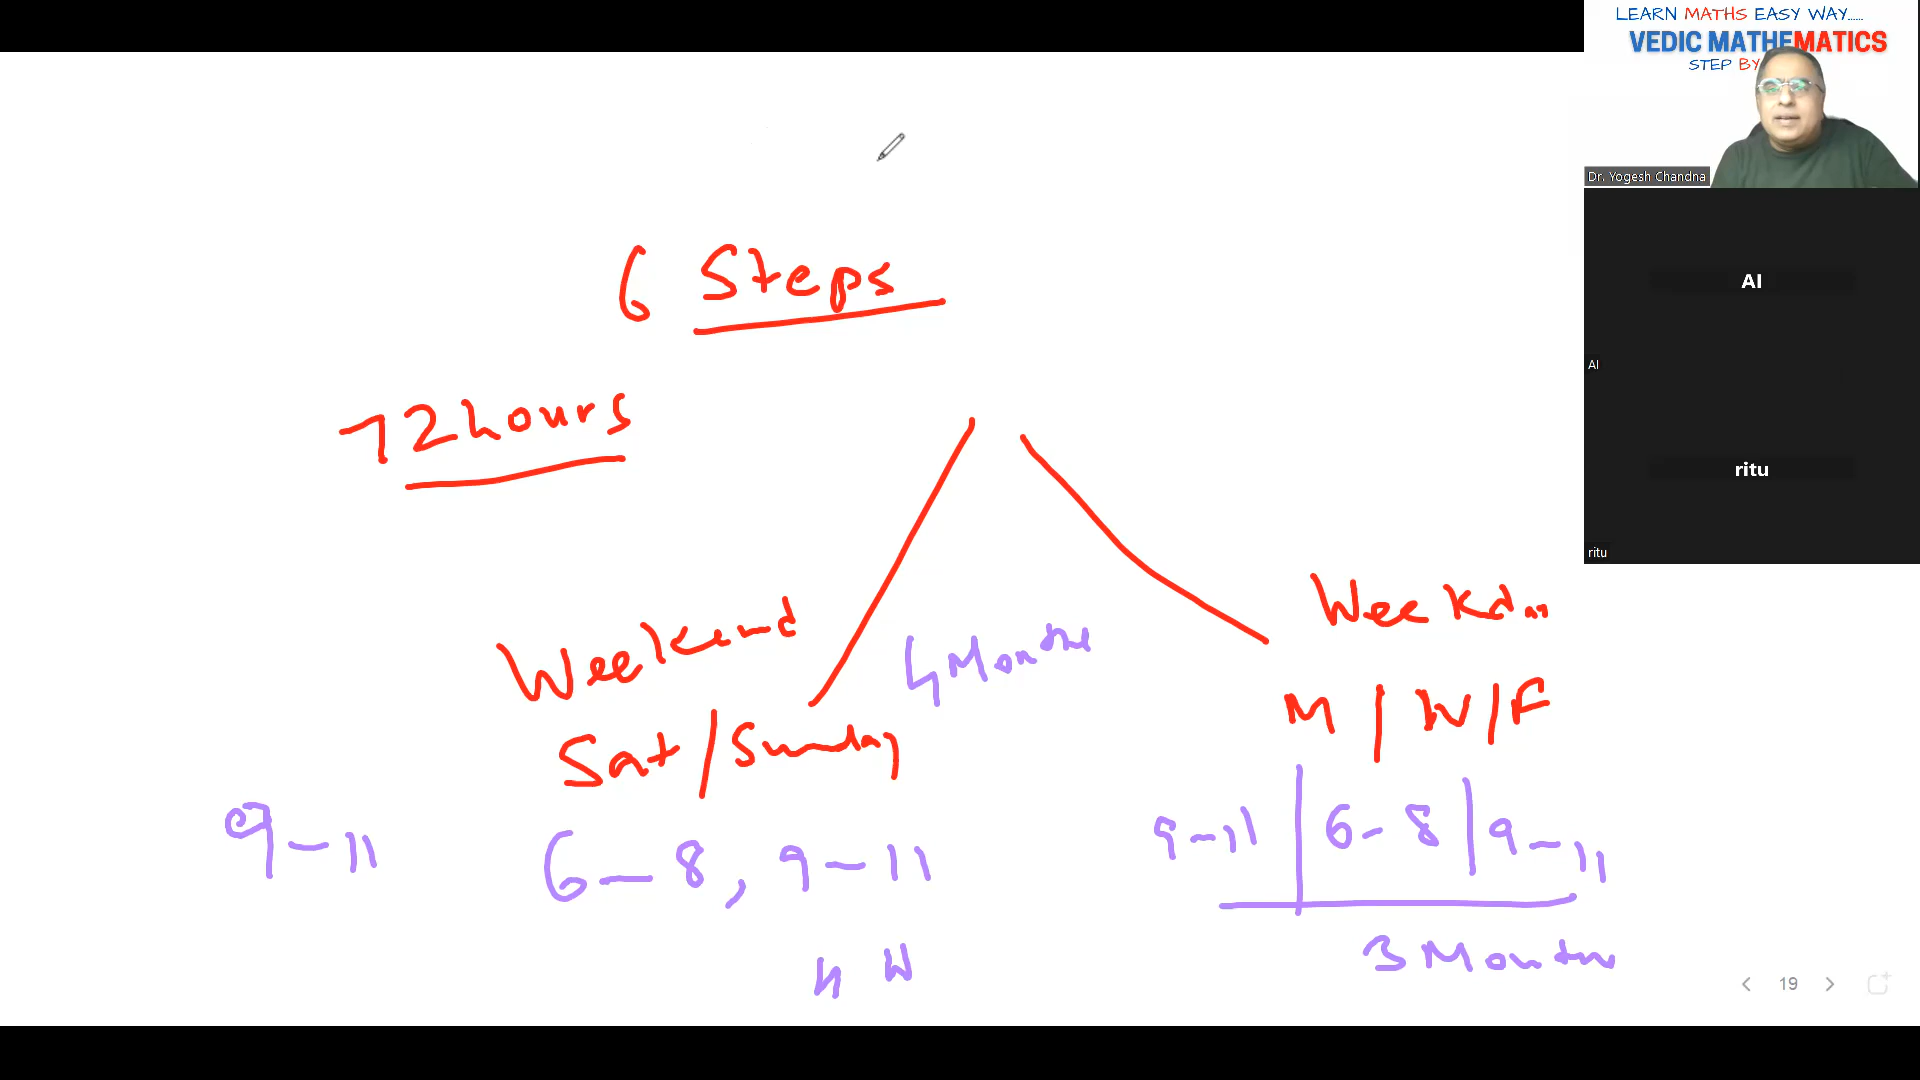 LEARN MATHS EASY WAY......
VEDIC MATHEMATICS
STEP BY
Dr. Yogesh Chandna
AI
AI
ritu
ritu
6 Steps
72 hours
Weekend
4 Months
Sat/Sunday
M | W | F
9-11
6-8, 9-11
9-11 | 6-8 | 9-11
3 Months
19